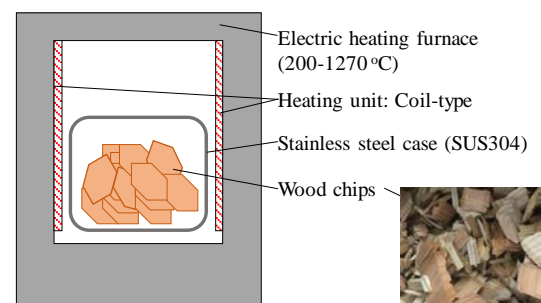 Electric heating furnace
(200-1270 °C)
Heating unit: Coil-type
Stainless steel case (SUS304)
Wood chips